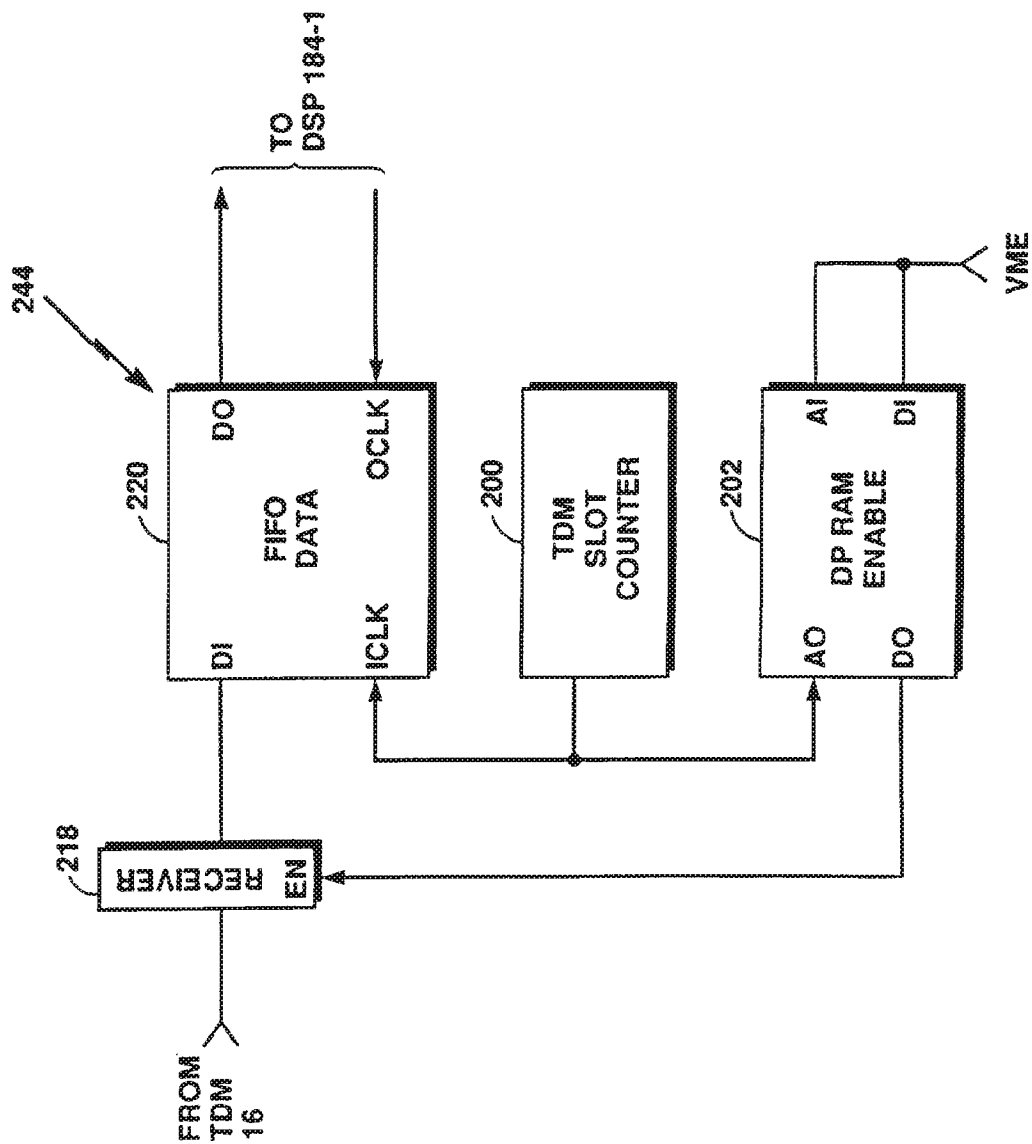 244
FROM
TDM
16
218
RECEIVER
EN
220
DI
DO
FIFO
DATA
ICLK
OCLK
TO
DSP 184-1
200
TDM
SLOT
COUNTER
202
AO
AI
DP RAM
ENABLE
DO
DI
VME